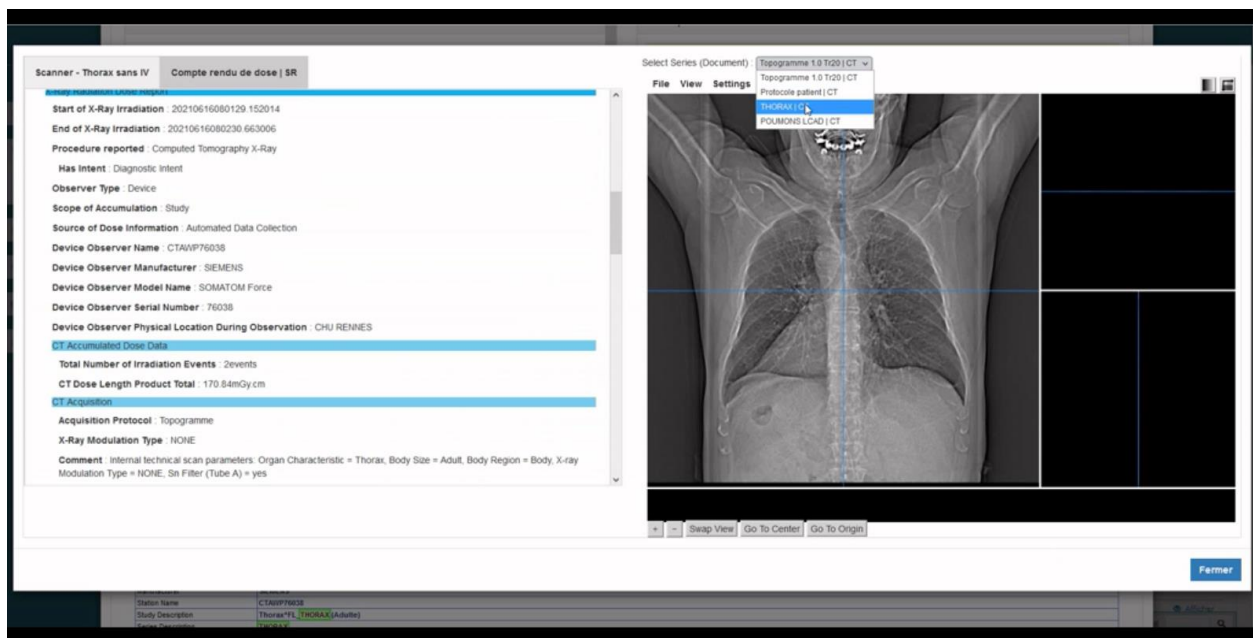 Scanner - Thorax sans IV
Compte rendu de dose | SR
X-Ray Radiation Dose Report
Start of X-Ray Irradiation : 20210616080129.152014
End of X-Ray Irradiation : 20210616080230.663006
Procedure reported : Computed Tomography X-Ray
Has Intent : Diagnostic Intent
Observer Type : Device
Scope of Accumulation : Study
Source of Dose Information : Automated Data Collection
Device Observer Name : CTAWP76038
Device Observer Manufacturer : SIEMENS
Device Observer Model Name : SOMATOM Force
Device Observer Serial Number : 76038
Device Observer Physical Location During Observation : CHU RENNES
CT Accumulated Dose Data
Total Number of Irradiation Events : 2events
CT Dose Length Product Total : 170.84mGy.cm
CT Acquisition
Acquisition Protocol : Topogramme
X-Ray Modulation Type : NONE
Comment : Internal technical scan parameters: Organ Characteristic = Thorax, Body Size = Adult, Body Region = Body, X-ray
Modulation Type = NONE, Sn Filter (Tube A) = yes
Select Series (Document) : Topogramme 1.0 Tr20 | CT
Topogramme 1.0 Tr20 | CT
Protocole patient | CT
THORAX | CT
POUMONS LCAD | CT
File View Settings
+ - Swap View Go To Center Go To Origin
Fermer
Station Name CTAWP76038
Study Description Thorax^FL_THORAX (Adulte)
Series Description THORAX
Afficher